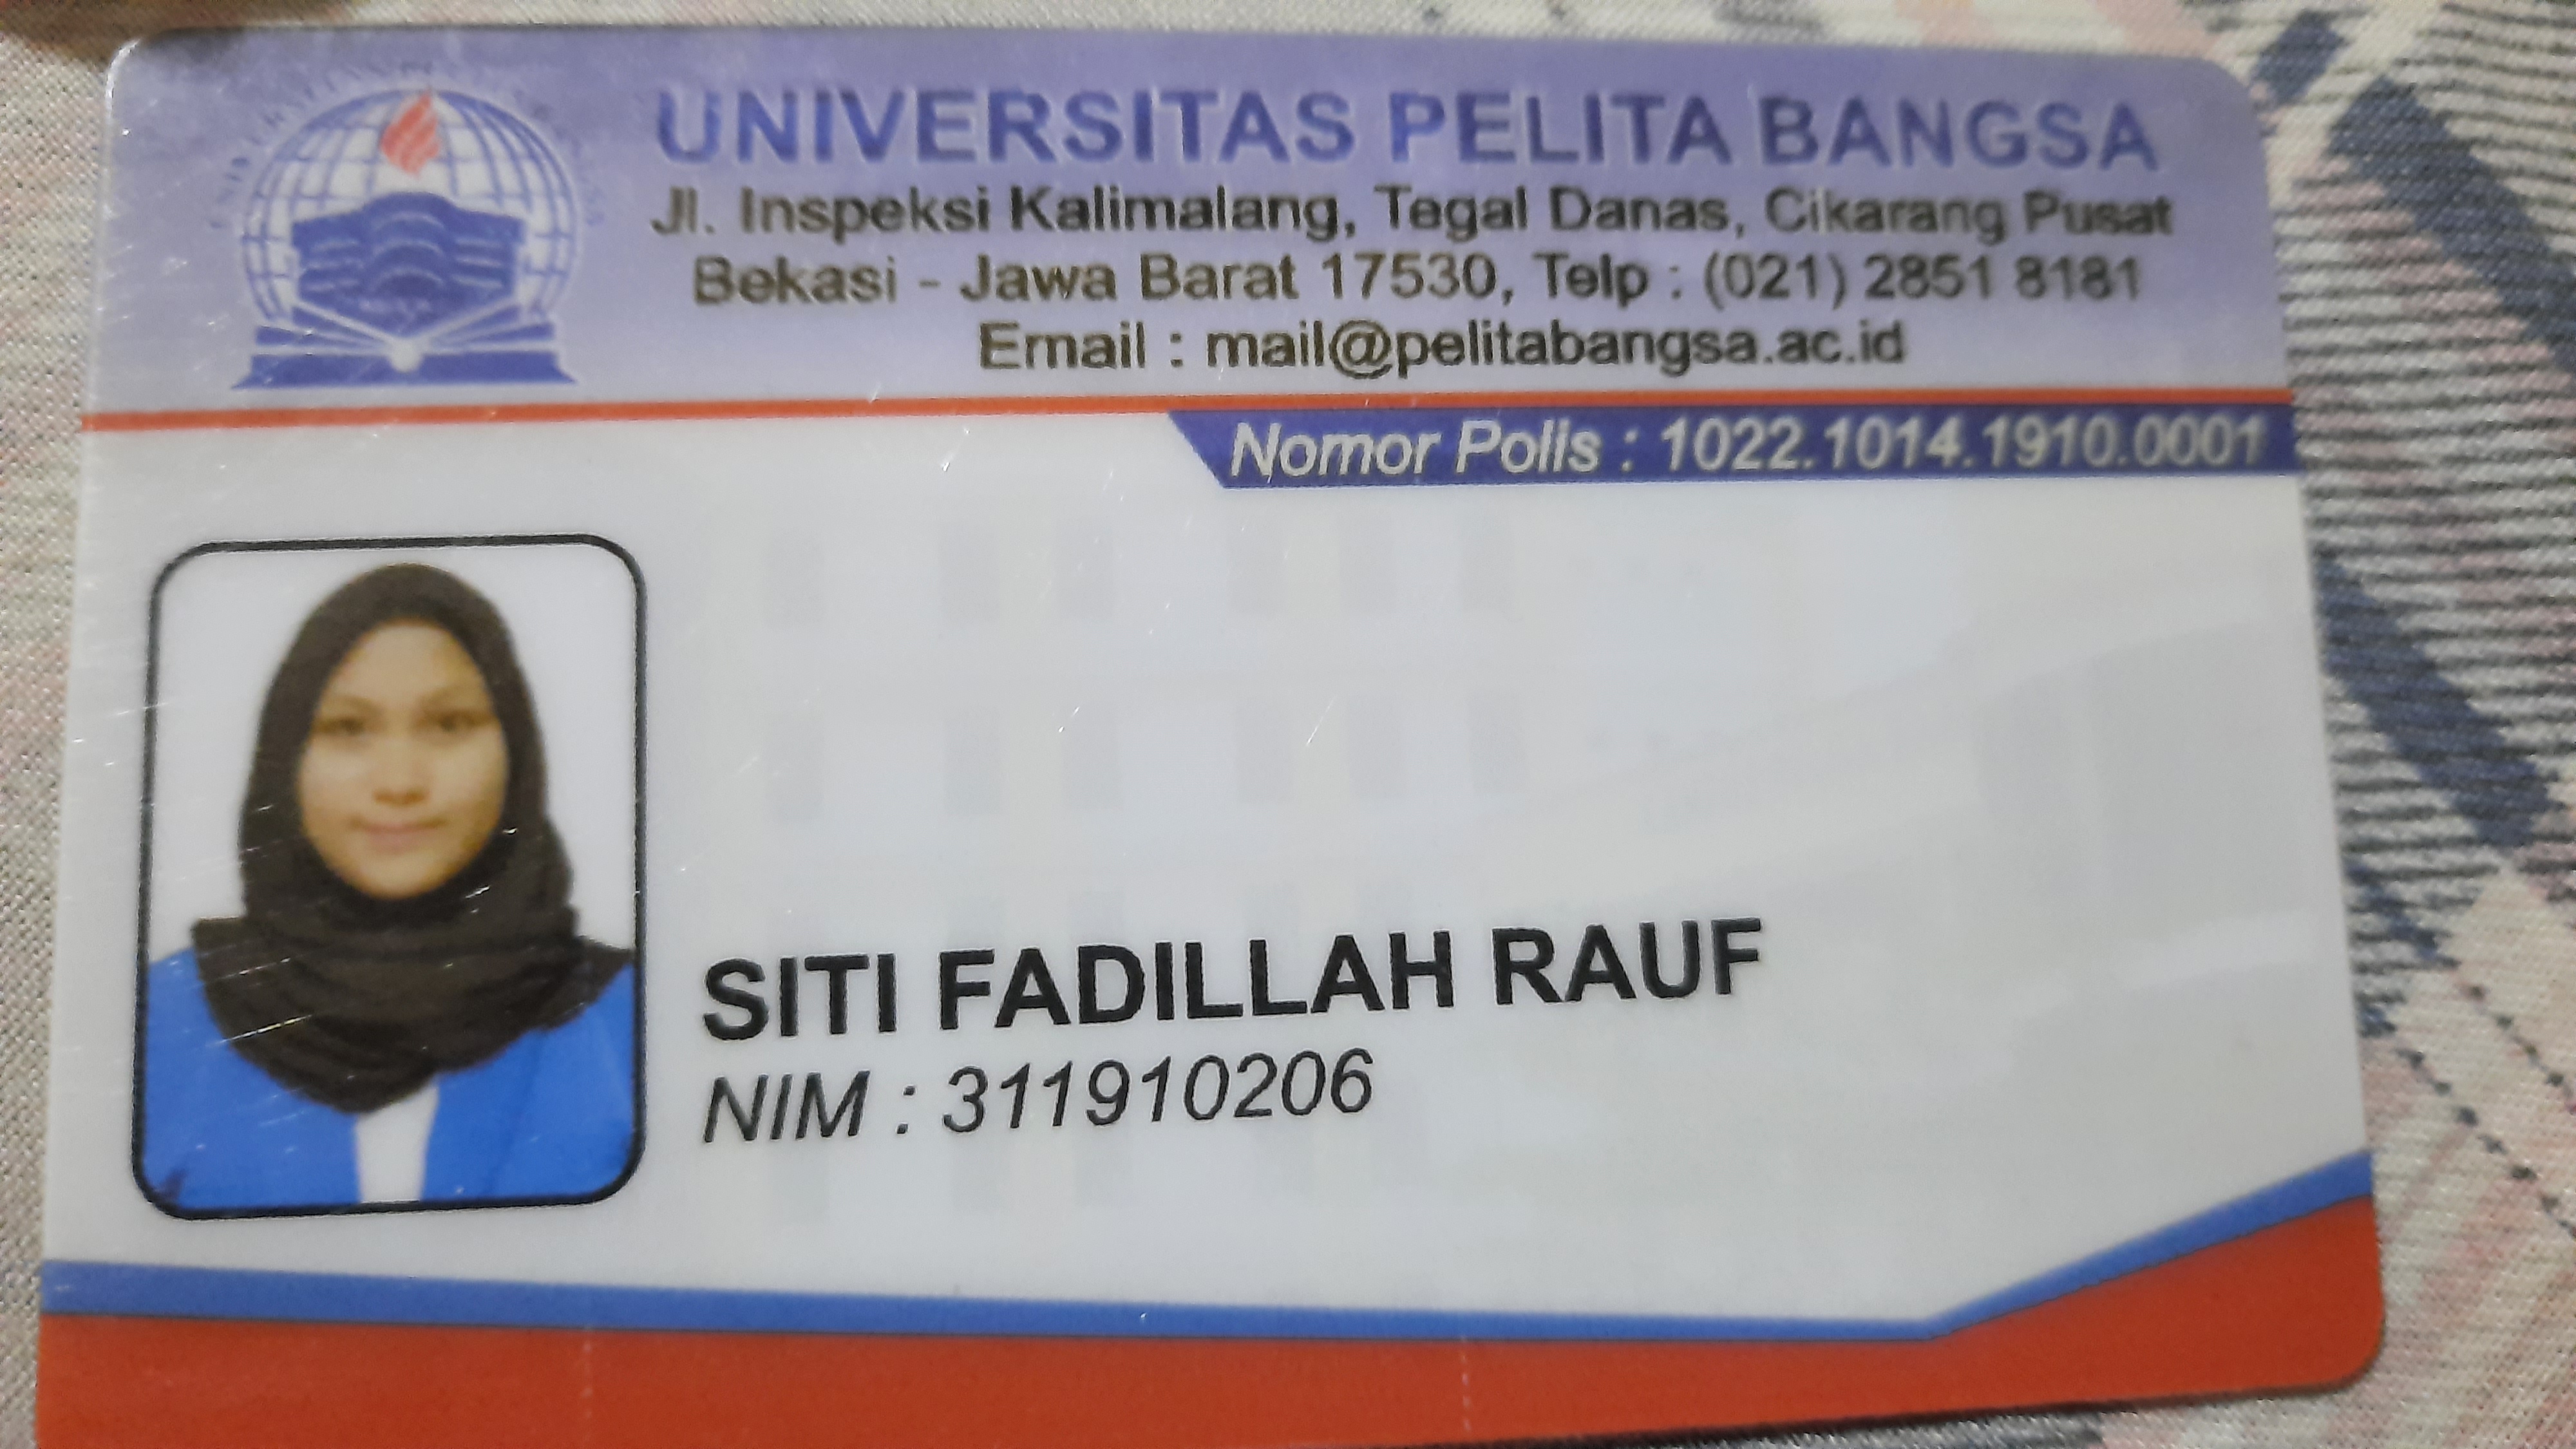 UNIVERSITAS PELITA BANGSA
Jl. Inspeksi Kalimalang, Tegal Danas, Cikarang Pusat
Bekasi - Jawa Barat 17530, Telp : (021) 2851 8181
Email : mail@pelitabangsa.ac.id
Nomor Polis : 1022.1014.1910.0001
SITI FADILLAH RAUF
NIM : 311910206